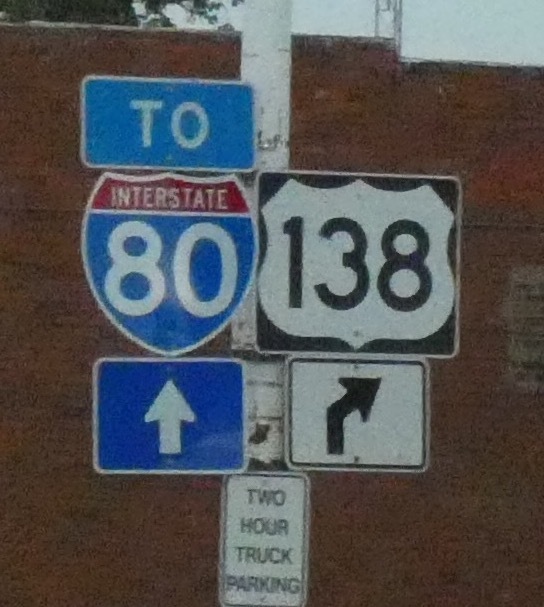 TO
INTERSTATE
80
138
TWO
HOUR
TRUCK
PARKING